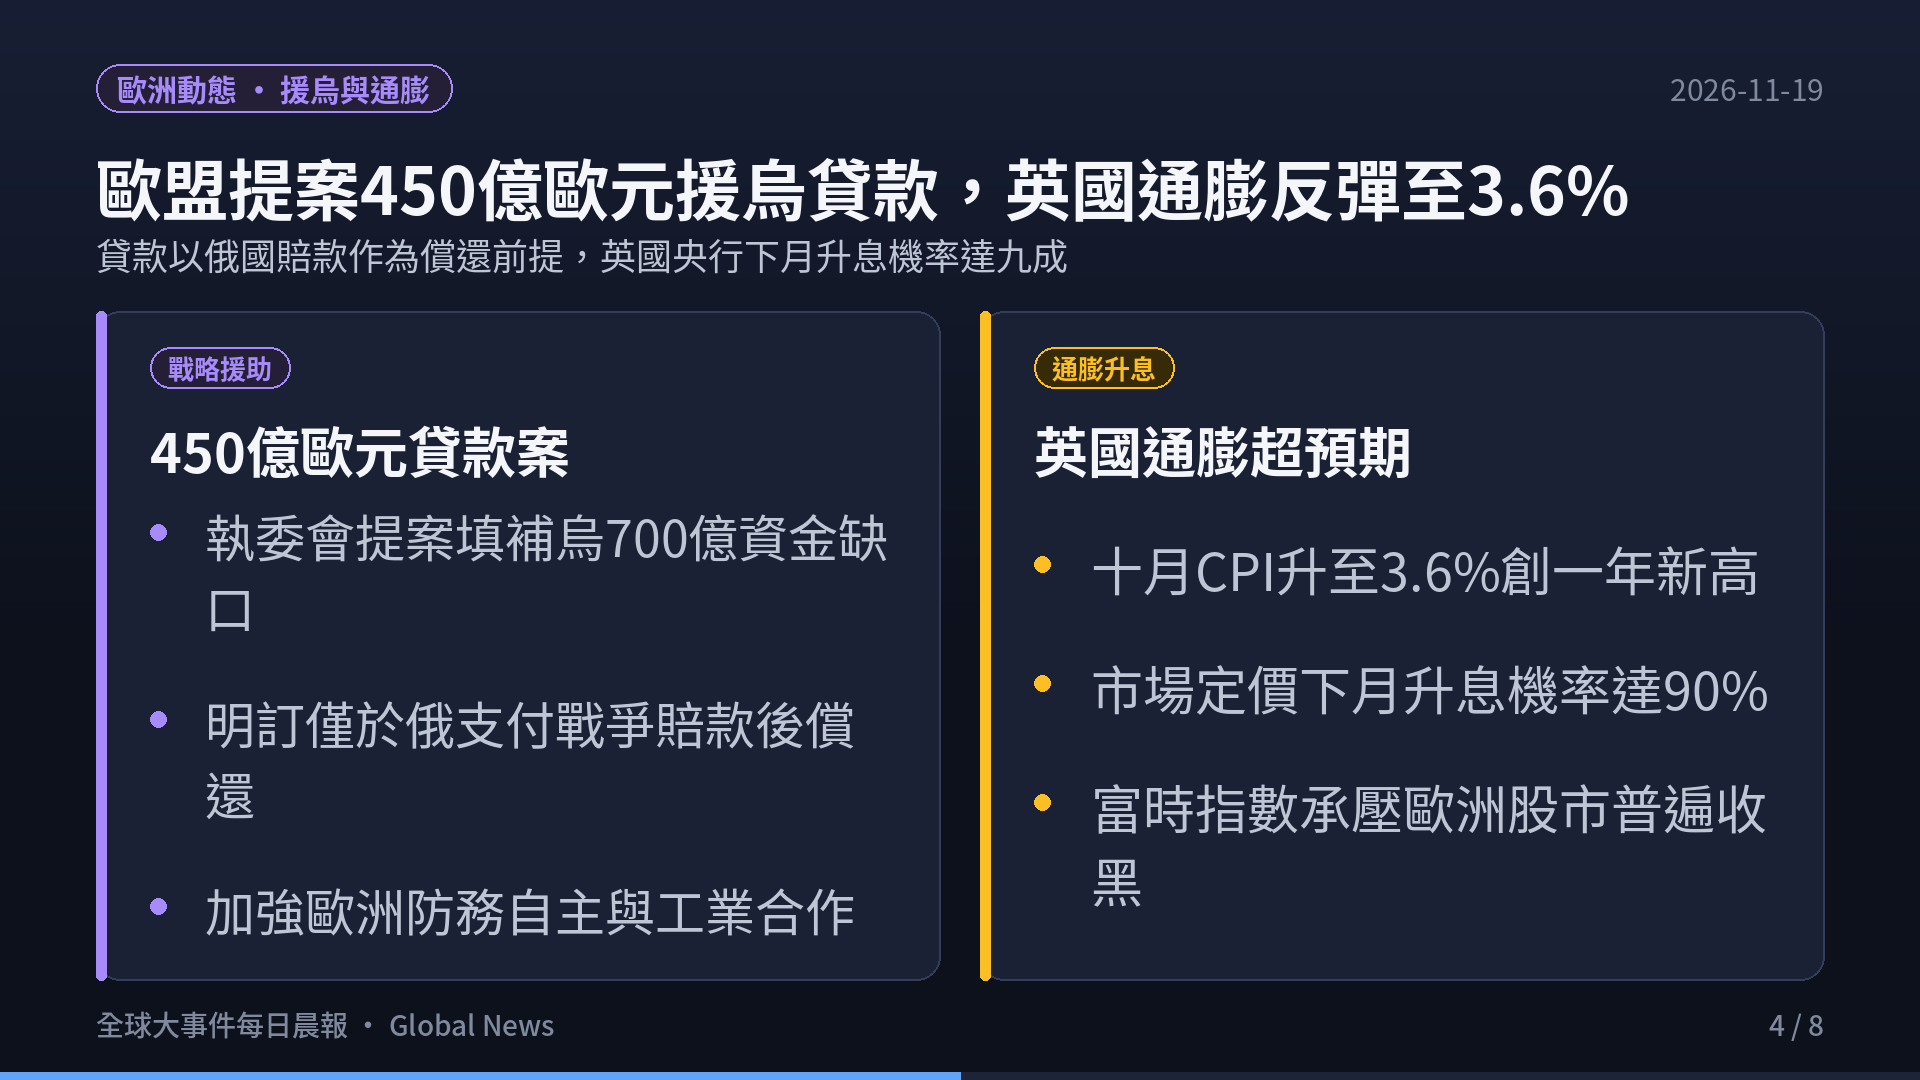 歐洲動態 · 援烏與通膨
2026-11-19
歐盟提案450億歐元援烏貸款，英國通膨反彈至3.6%
貸款以俄國賠款作為償還前提，英國央行下月升息機率達九成
戰略援助
450億歐元貸款案
執委會提案填補烏700億資金缺
口
明訂僅於俄支付戰爭賠款後償
還
加強歐洲防務自主與工業合作
通膨升息
英國通膨超預期
十月CPI升至3.6%創一年新高
市場定價下月升息機率達90%
富時指數承壓歐洲股市普遍收
黑
全球大事件每日晨報 · Global News
4 / 8